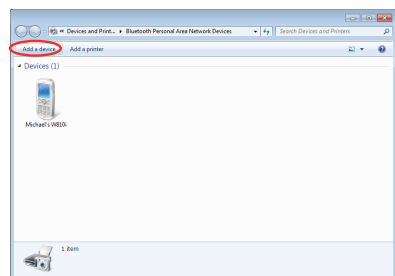 « Devices and Print... ▸ Bluetooth Personal Area Network Devices Search Devices and Printers
Add a device Add a printer
Devices (1)
Michael's W810i
1 item